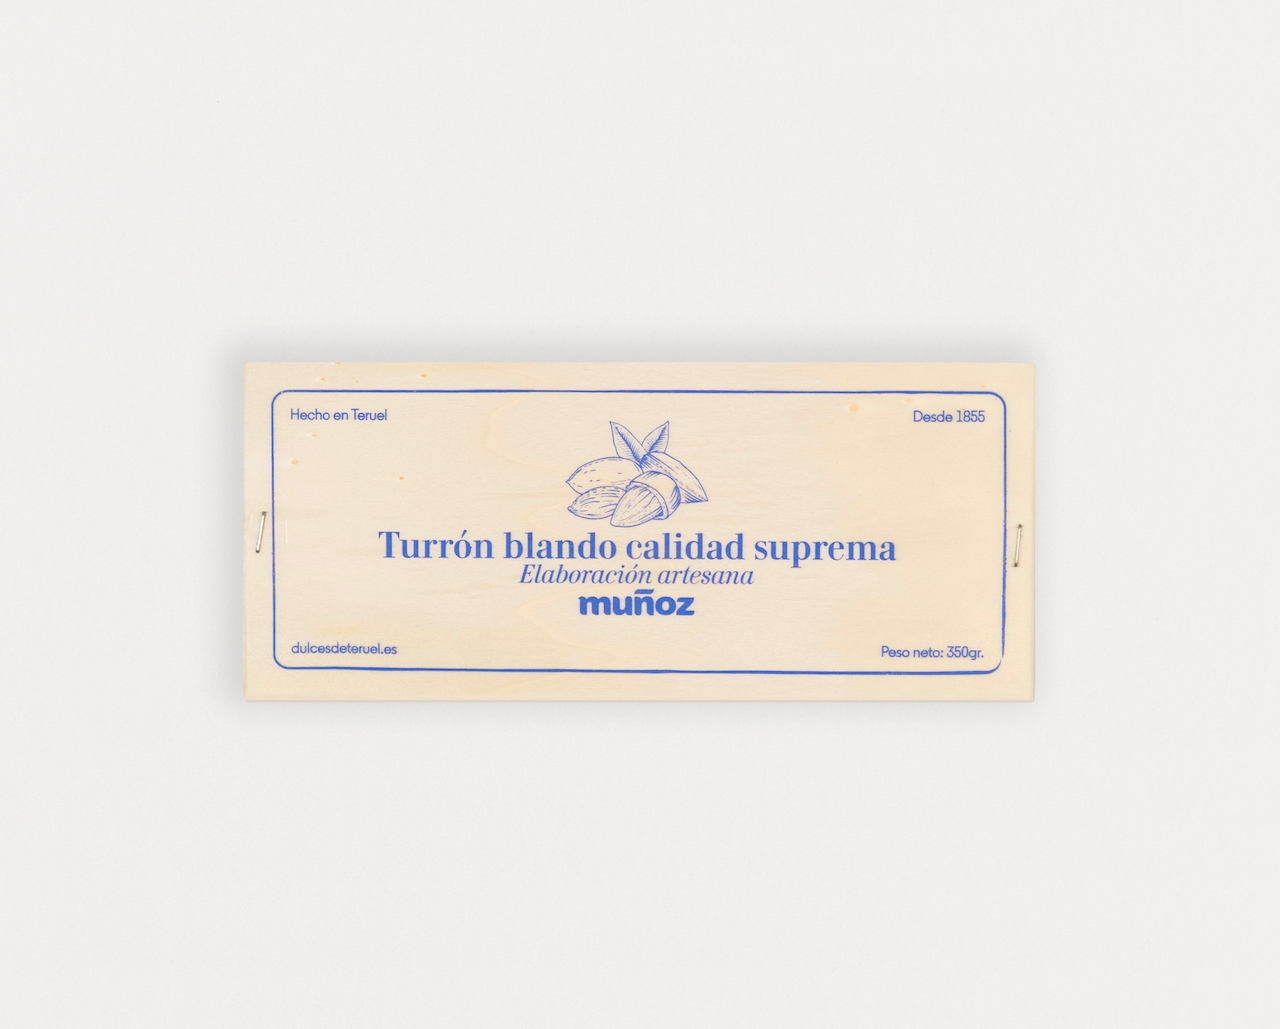 Hecho en Teruel
Desde 1855
Turrón blando calidad suprema
Elaboración artesana
muñoz
dulcesdeteruel.es
Peso neto: 350gr.